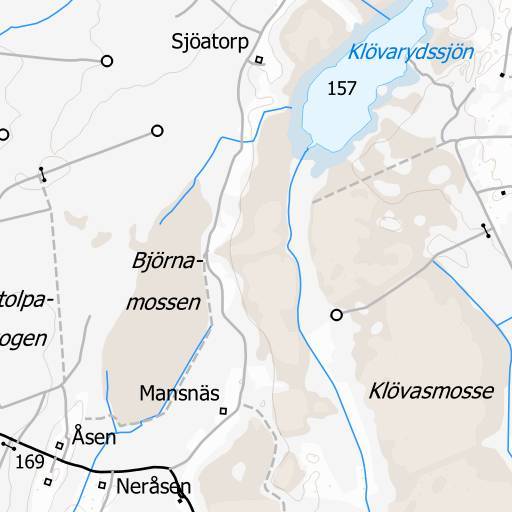 Sjöatorp
Klövarydssjön
157
Björna-
mossen
tolpa-
ogen
Mansnäs
Klövasmosse
Åsen
169
Neråsen